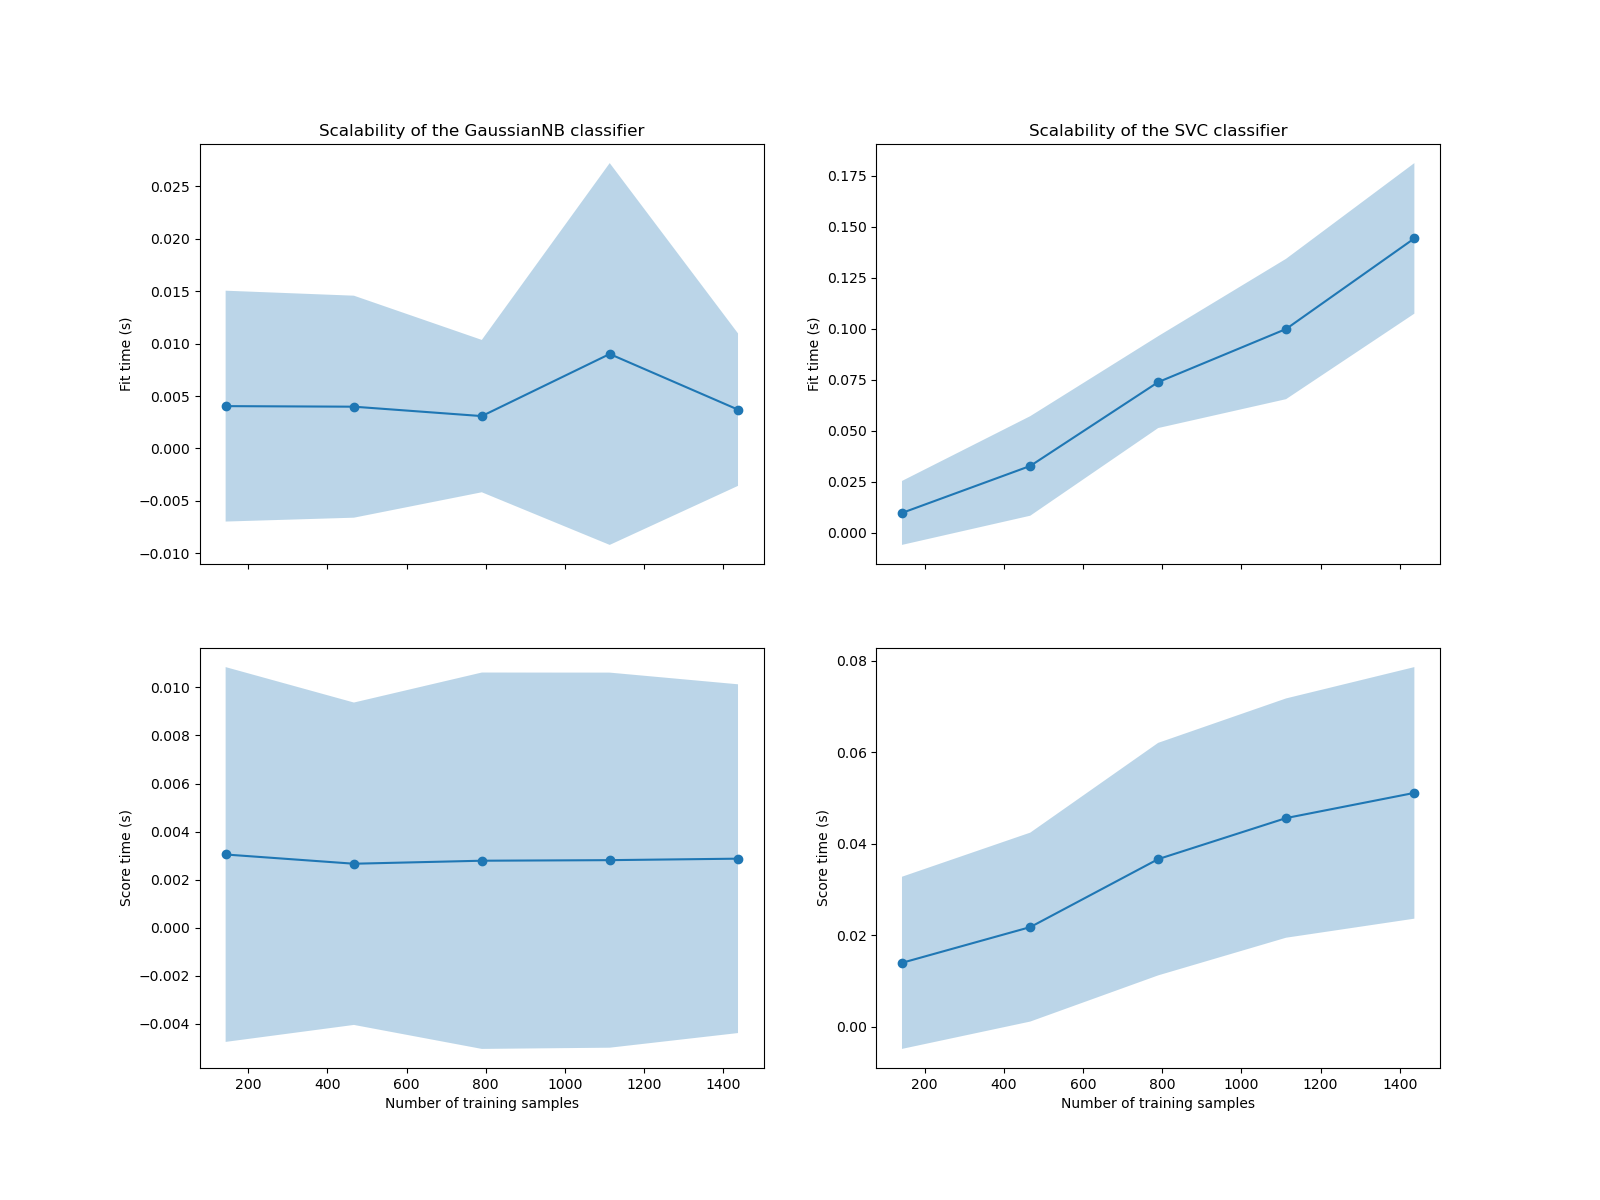 Scalability of the GaussianNB classifier
Scalability of the SVC classifier
0.025
0.020
0.015
0.010
0.005
0.000
−0.005
−0.010
Fit time (s)
0.175
0.150
0.125
0.100
0.075
0.050
0.025
0.000
Fit time (s)
0.010
0.008
0.006
0.004
0.002
0.000
−0.002
−0.004
Score time (s)
200 400 600 800 1000 1200 1400
Number of training samples
0.08
0.06
0.04
0.02
0.00
Score time (s)
200 400 600 800 1000 1200 1400
Number of training samples